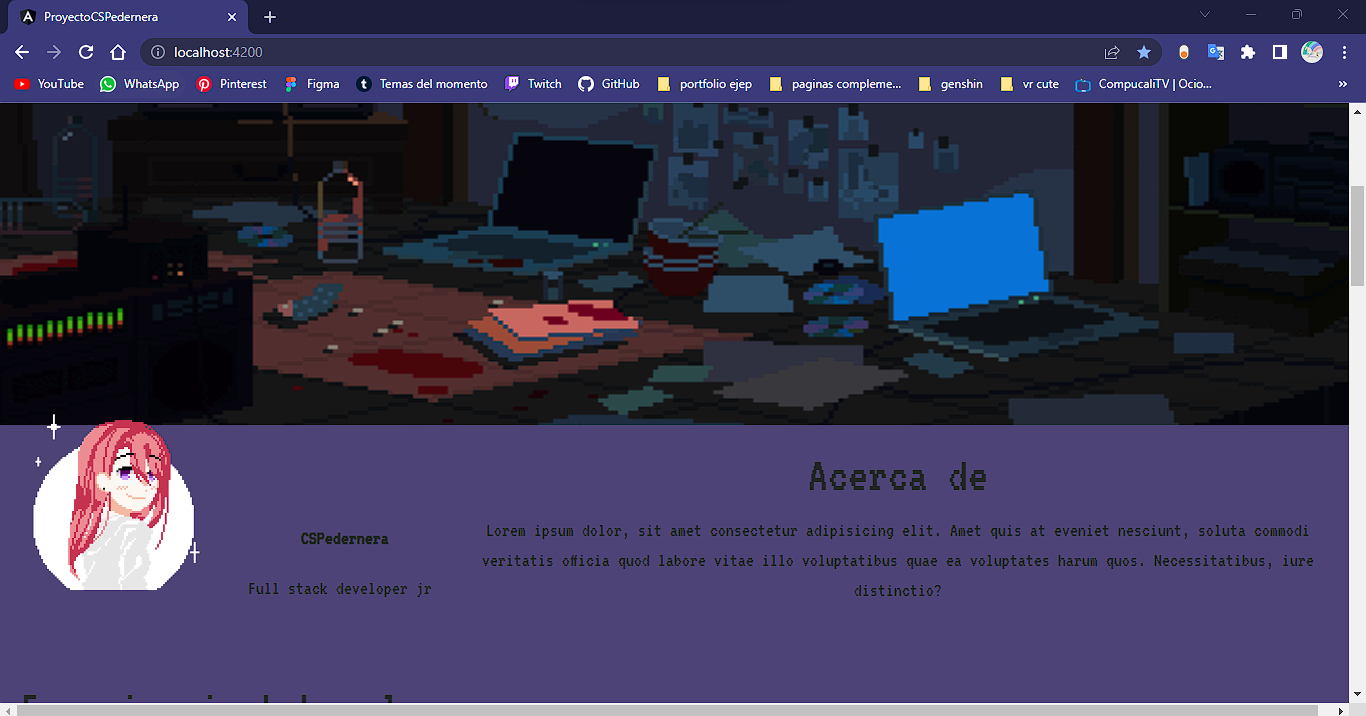 ProyectoCSPedernera
localhost:4200
YouTube WhatsApp Pinterest Figma Temas del momento Twitch GitHub portfolio ejep paginas compleme... genshin vr cute CompucaliTV | Ocio... »
Acerca de
CSPedernera
Full stack developer jr
Lorem ipsum dolor, sit amet consectetur adipisicing elit. Amet quis at eveniet nesciunt, soluta commodi
veritatis officia quod labore vitae illo voluptatibus quae ea voluptates harum quos. Necessitatibus, iure
distinctio?